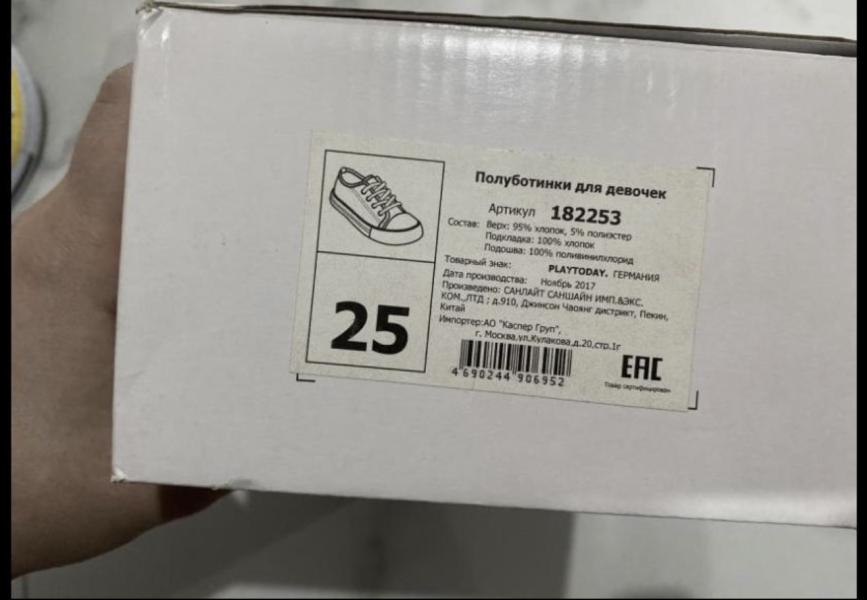 Полуботинки для девочек
Артикул 182253
Состав: Верх: 95% хлопок, 5% полиэстер
Подкладка: 100% хлопок
Подошва: 100% поливинилхлорид
Товарный знак: PLAYTODAY. ГЕРМАНИЯ
Дата производства: Ноябрь 2017
Произведено: САНЛАЙТ САНШАЙН ИМП.&ЭКС.
КОМ.,ЛТД ; д.910, Джинсон Чаоянг дистрикт, Пекин,
Китай
Импортер:АО "Каспер Груп",
г. Москва,ул.Кулакова,д.20,стр.1г
25
4 690244 906952
EAC
Товар сертифицирован